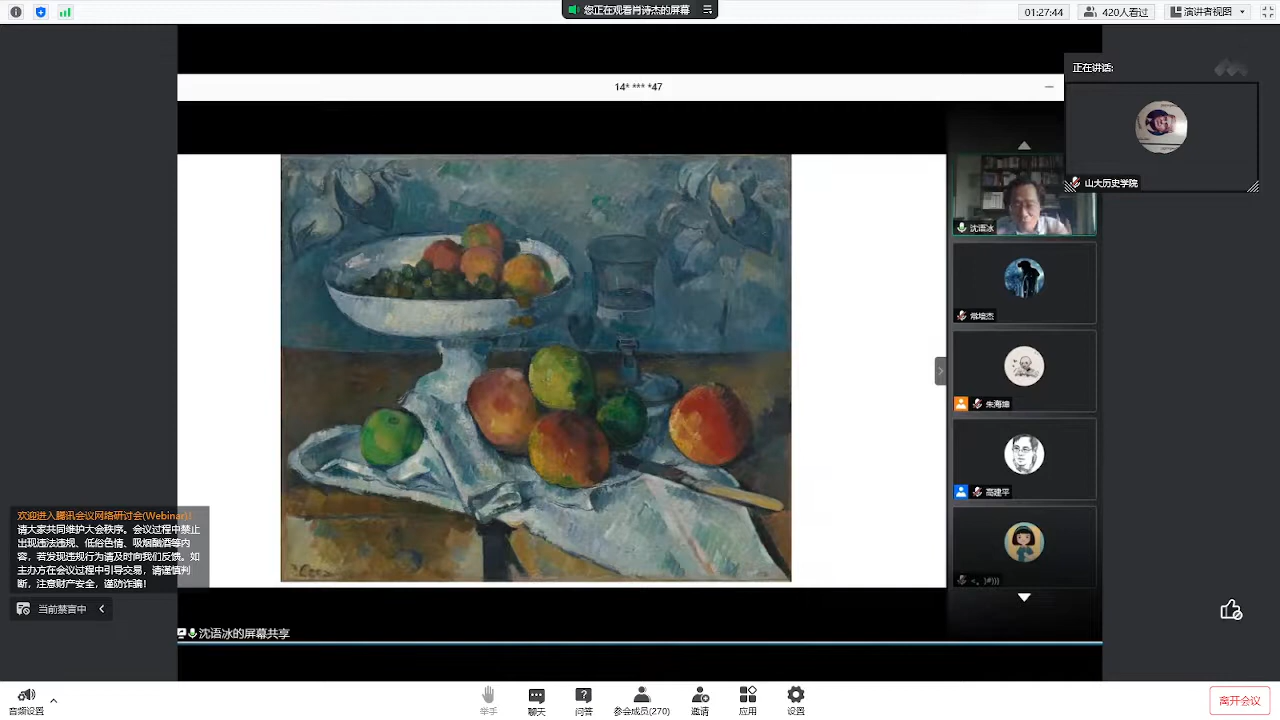 您正在观看肖诗杰的屏幕
01:27:44
420人看过
演讲者视图
14* *** *47
正在讲话:
山大历史学院
沈语冰
常培杰
高建平
<、)#)))
欢迎进入腾讯会议网络研讨会(Webinar)!
请大家共同维护大会秩序。会议过程中禁止
出现违法违规、低俗色情、吸烟酗酒等内
容，若发现违规行为请及时向我们反馈。如
主办方在会议过程中引导交易，请谨慎判
断，注意财产安全，谨防诈骗！
当前禁言中
沈语冰的屏幕共享
音频设置
举手
聊天
问答
参会成员(270)
邀请
应用
设置
离开会议